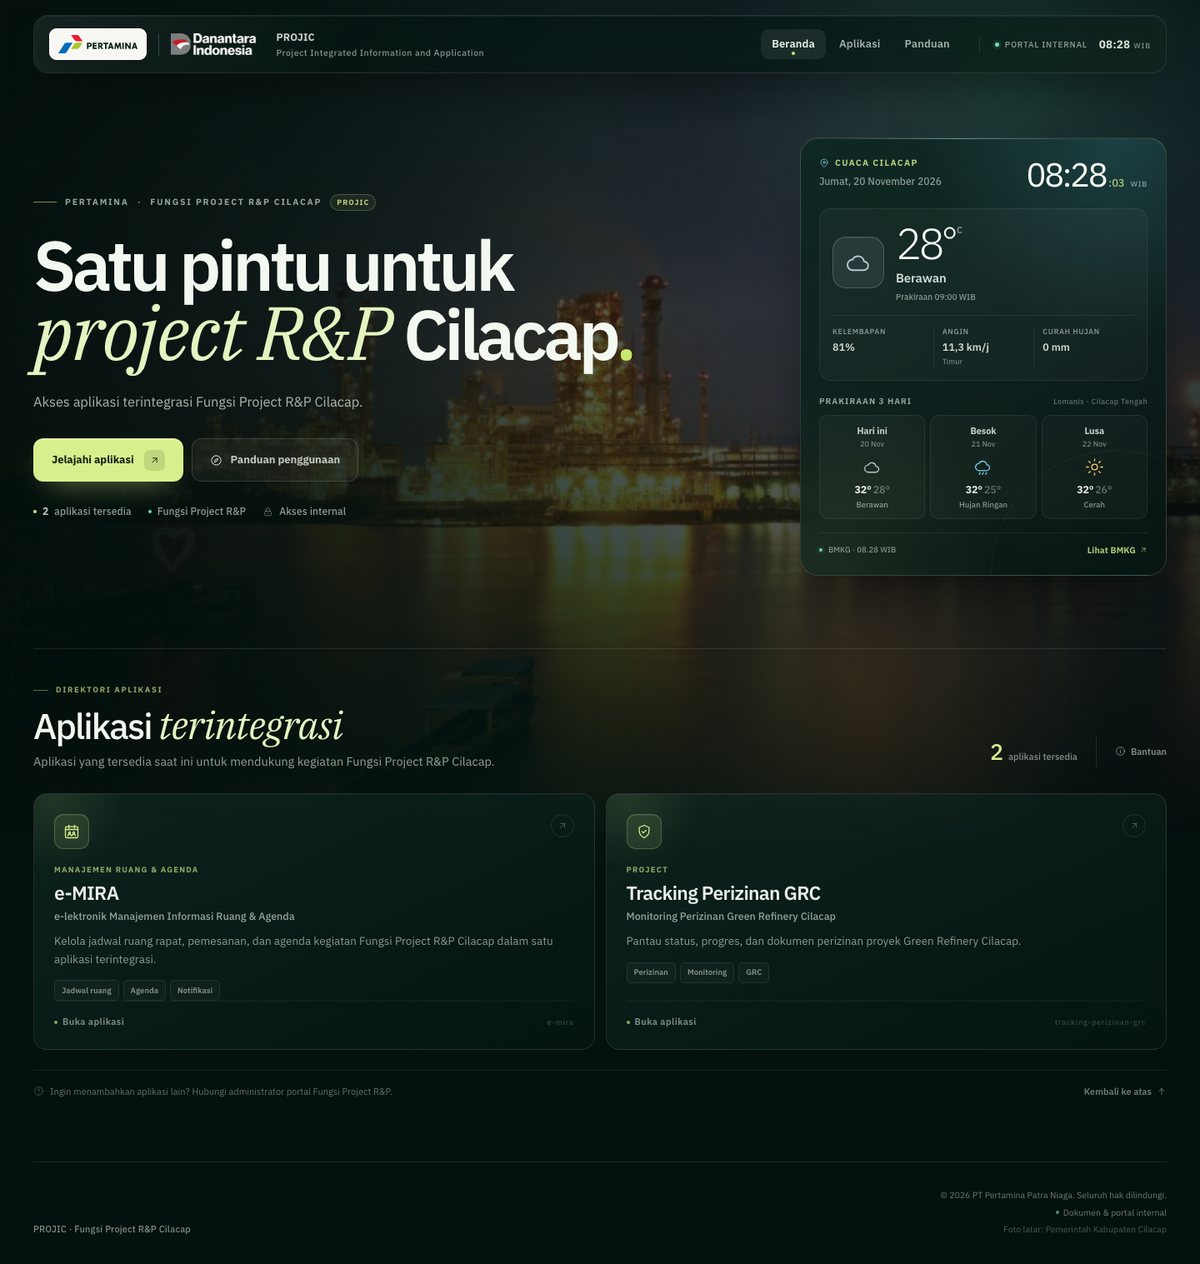 PERTAMINA
Danantara
Indonesia
PROJIC
Project Integrated Information and Application
Beranda
Aplikasi
Panduan
PORTAL INTERNAL
08:28 WIB
PERTAMINA · FUNGSI PROJECT R&P CILACAP
PROJIC
Satu pintu untuk
project R&P Cilacap.
Akses aplikasi terintegrasi Fungsi Project R&P Cilacap.
Jelajahi aplikasi
Panduan penggunaan
2 aplikasi tersedia
Fungsi Project R&P
Akses internal
CUACA CILACAP
Jumat, 20 November 2026
08:28:03 WIB
28°C
Berawan
Prakiraan 09:00 WIB
KELEMBAPAN
81%
ANGIN
11,3 km/j
Timur
CURAH HUJAN
0 mm
PRAKIRAAN 3 HARI
Lomanis · Cilacap Tengah
Hari ini
20 Nov
32° 28°
Berawan
Besok
21 Nov
32° 25°
Hujan Ringan
Lusa
22 Nov
32° 26°
Cerah
BMKG · 08.28 WIB
Lihat BMKG
DIREKTORI APLIKASI
Aplikasi terintegrasi
Aplikasi yang tersedia saat ini untuk mendukung kegiatan Fungsi Project R&P Cilacap.
2 aplikasi tersedia
Bantuan
MANAJEMEN RUANG & AGENDA
e-MIRA
e-lektronik Manajemen Informasi Ruang & Agenda
Kelola jadwal ruang rapat, pemesanan, dan agenda kegiatan Fungsi Project R&P Cilacap dalam satu
aplikasi terintegrasi.
Jadwal ruang
Agenda
Notifikasi
Buka aplikasi
e-mira
PROJECT
Tracking Perizinan GRC
Monitoring Perizinan Green Refinery Cilacap
Pantau status, progres, dan dokumen perizinan proyek Green Refinery Cilacap.
Perizinan
Monitoring
GRC
Buka aplikasi
tracking-perizinan-grc
Ingin menambahkan aplikasi lain? Hubungi administrator portal Fungsi Project R&P.
Kembali ke atas
PROJIC · Fungsi Project R&P Cilacap
© 2026 PT Pertamina Patra Niaga. Seluruh hak dilindungi.
Dokumen & portal internal
Foto latar: Pemerintah Kabupaten Cilacap